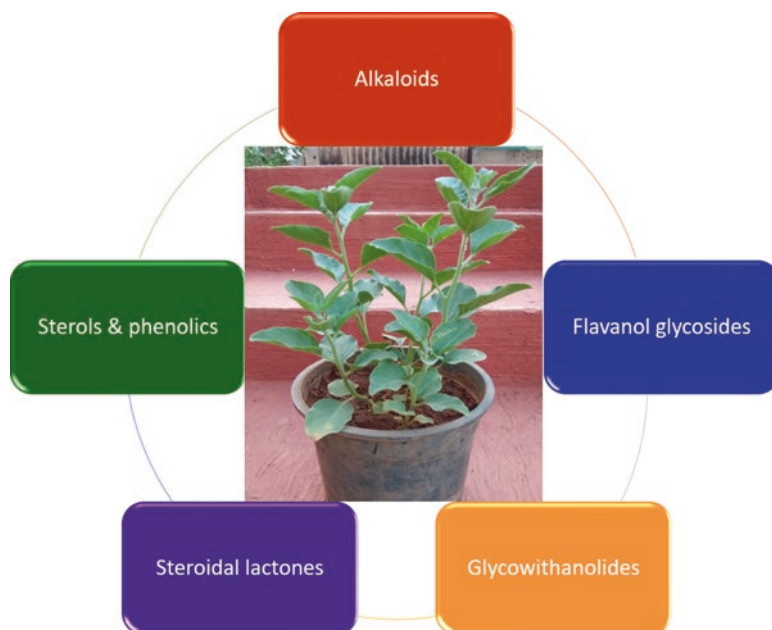 Alkaloids
Sterols & phenolics
Flavanol glycosides
Steroidal lactones
Glycowithanolides